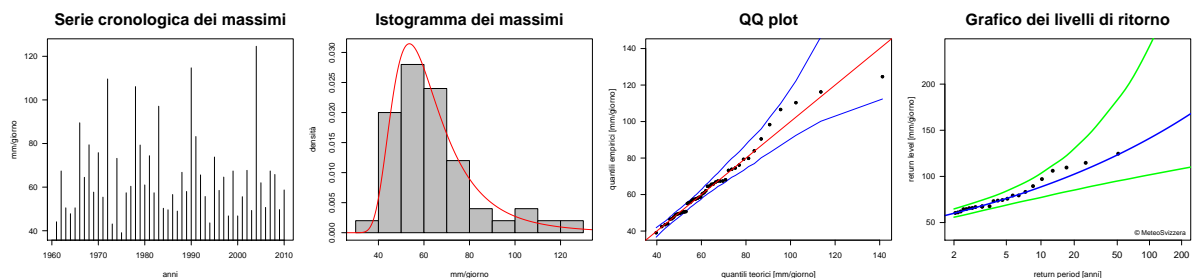 Serie cronologica dei massimi
mm/giorno
120
100
80
60
40
1960 1970 1980 1990 2000 2010
anni
Istogramma dei massimi
densità
0.030
0.025
0.020
0.015
0.010
0.005
0.000
40 60 80 100 120
mm/giorno
QQ plot
quantili empirici [mm/giorno]
140
120
100
80
60
40
40 60 80 100 120 140
quantili teorici [mm/giorno]
Grafico dei livelli di ritorno
return level [mm/giorno]
200
150
100
50
© MeteoSvizzera
2 5 10 20 50 100 200
return period [anni]